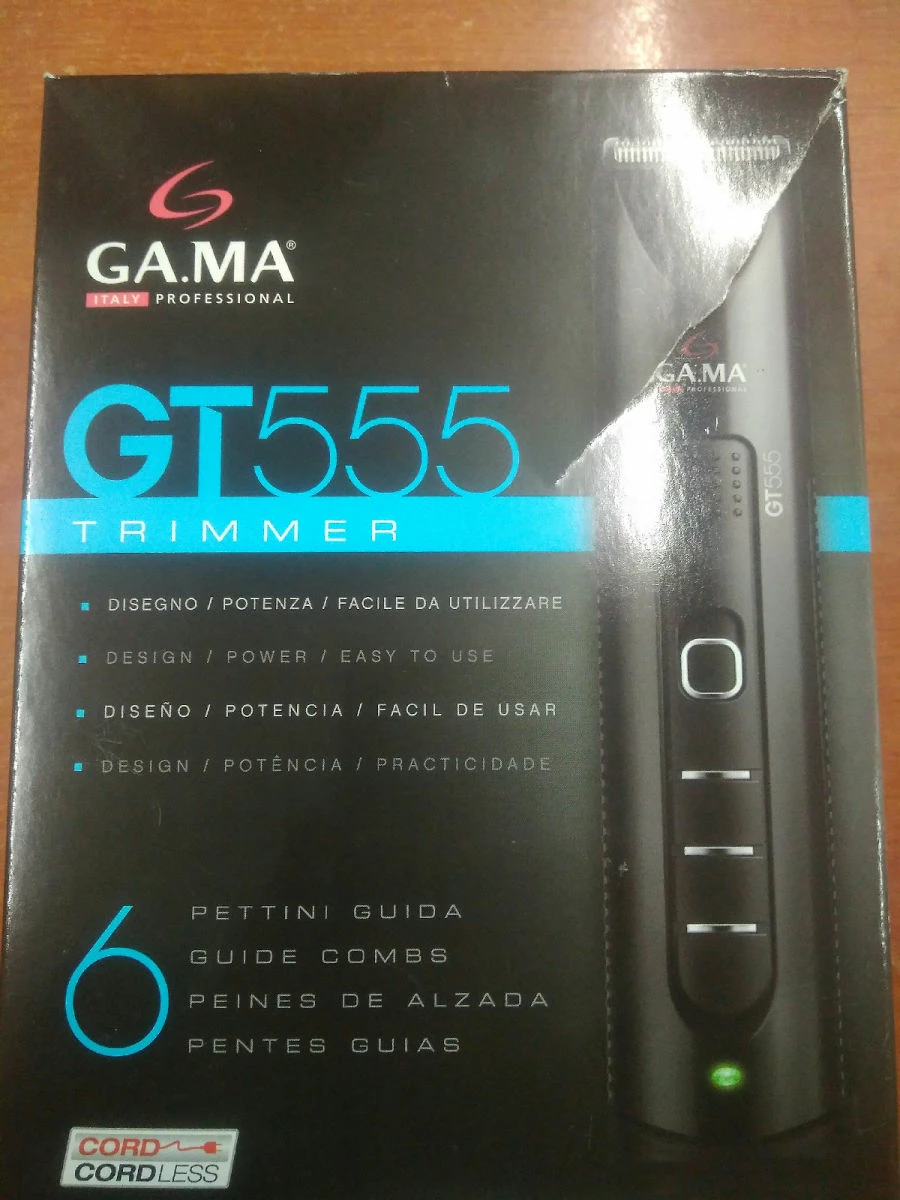 GA.MA®
ITALY PROFESSIONAL
GT555
TRIMMER
DISEGNO / POTENZA / FACILE DA UTILIZZARE
DESIGN / POWER / EASY TO USE
DISEÑO / POTENCIA / FACIL DE USAR
DESIGN / POTÊNCIA / PRACTICIDADE
6
PETTINI GUIDA
GUIDE COMBS
PEINES DE ALZADA
PENTES GUIAS
CORD
CORDLESS
GA.MA
PROFESSIONAL
GT555